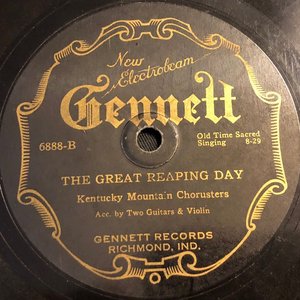 New
Electrobeam
Gennett
6888-B
Old Time Sacred
Singing 8-29
THE GREAT REAPING DAY
Kentucky Mountain Chorusters
Acc. by Two Guitars & Violin
GENNETT RECORDS
RICHMOND, IND.